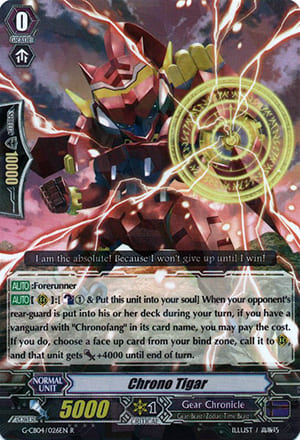 0
GRADE
SHIELD
10000
I am the absolute! Because I won't give up until I win!
AUTO:Forerunner
AUTO[ ]:[ 1 & Put this unit into your soul] When your opponent's
rear-guard is put into his or her deck during your turn, if you have a
vanguard with "Chronofang" in its card name, you may pay the cost.
If you do, choose a face up card from your bind zone, call it to
and that unit gets +4000 until end of turn.
NORMAL
UNIT
Chrono Tigar
POWER
5000
1
CRITICAL
Gear Chronicle
Gear Beast/Zodiac Time Beast
G-CB04/026EN R
ILLUST